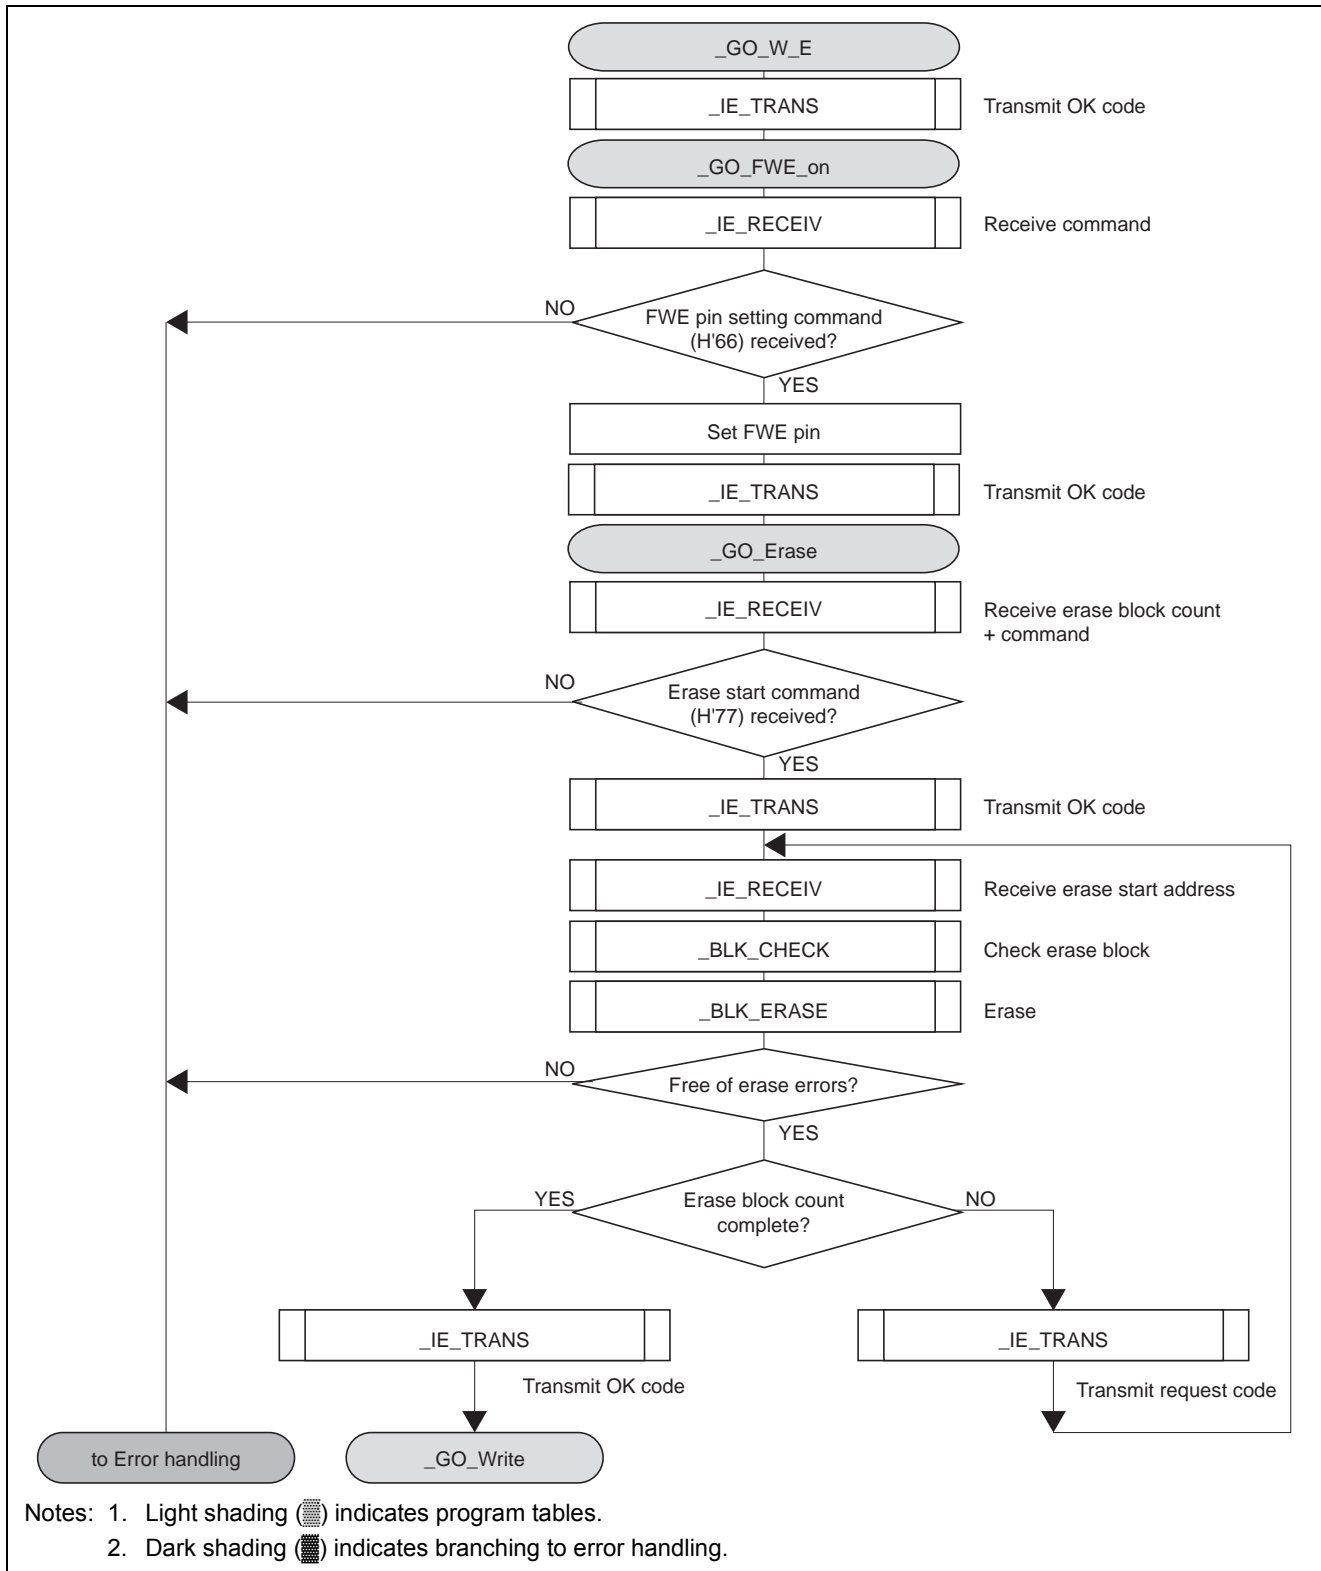 _GO_W_E
_IE_TRANS
Transmit OK code
_GO_FWE_on
_IE_RECEIV
Receive command
NO
FWE pin setting command
(H'66) received?
YES
Set FWE pin
_IE_TRANS
Transmit OK code
_GO_Erase
_IE_RECEIV
Receive erase block count
+ command
NO
Erase start command
(H'77) received?
YES
_IE_TRANS
Transmit OK code
_IE_RECEIV
Receive erase start address
_BLK_CHECK
Check erase block
_BLK_ERASE
Erase
NO
Free of erase errors?
YES
YES
Erase block count
complete?
NO
_IE_TRANS
_IE_TRANS
Transmit OK code
Transmit request code
to Error handling
_GO_Write
Notes: 1. Light shading ( ) indicates program tables.
2. Dark shading ( ) indicates branching to error handling.